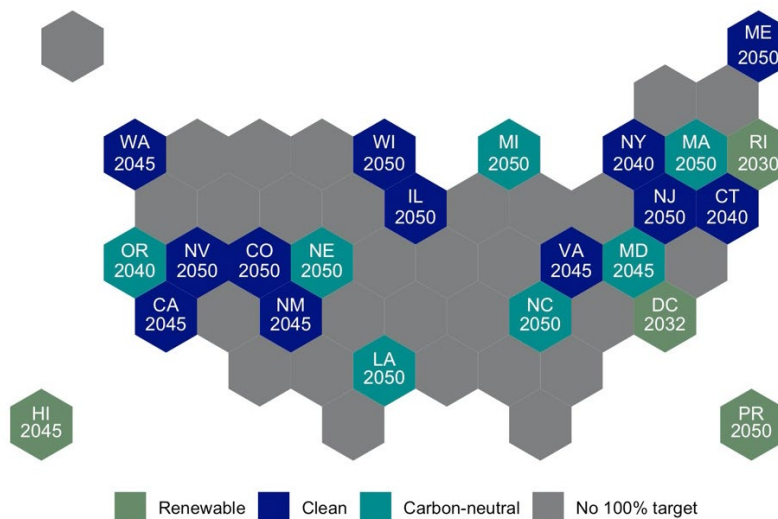 ME
2050
WA
2045
WI
2050
MI
2050
NY
2040
MA
2050
RI
2030
IL
2050
NJ
2050
CT
2040
OR
2040
NV
2050
CO
2050
NE
2050
VA
2045
MD
2045
CA
2045
NM
2045
NC
2050
DC
2032
LA
2050
HI
2045
PR
2050
Renewable
Clean
Carbon-neutral
No 100% target